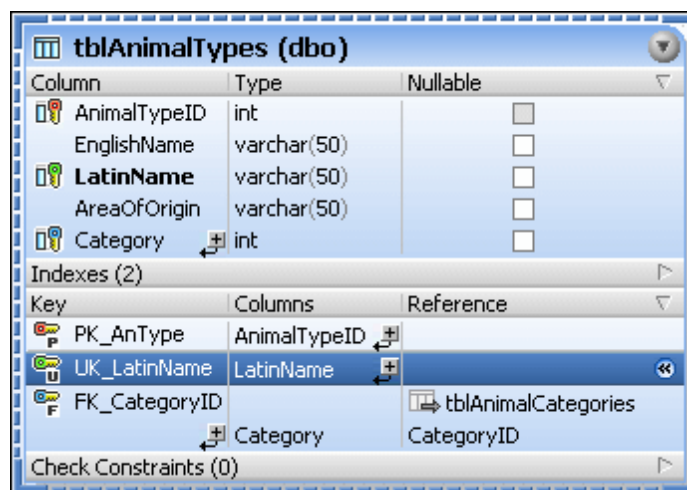 tblAnimalTypes (dbo)
Column Type Nullable
AnimalTypeID int
EnglishName varchar(50)
LatinName varchar(50)
AreaOfOrigin varchar(50)
Category int
Indexes (2)
Key Columns Reference
P PK_AnType AnimalTypeID
U UK_LatinName LatinName
F FK_CategoryID tblAnimalCategories
Category CategoryID
Check Constraints (0)